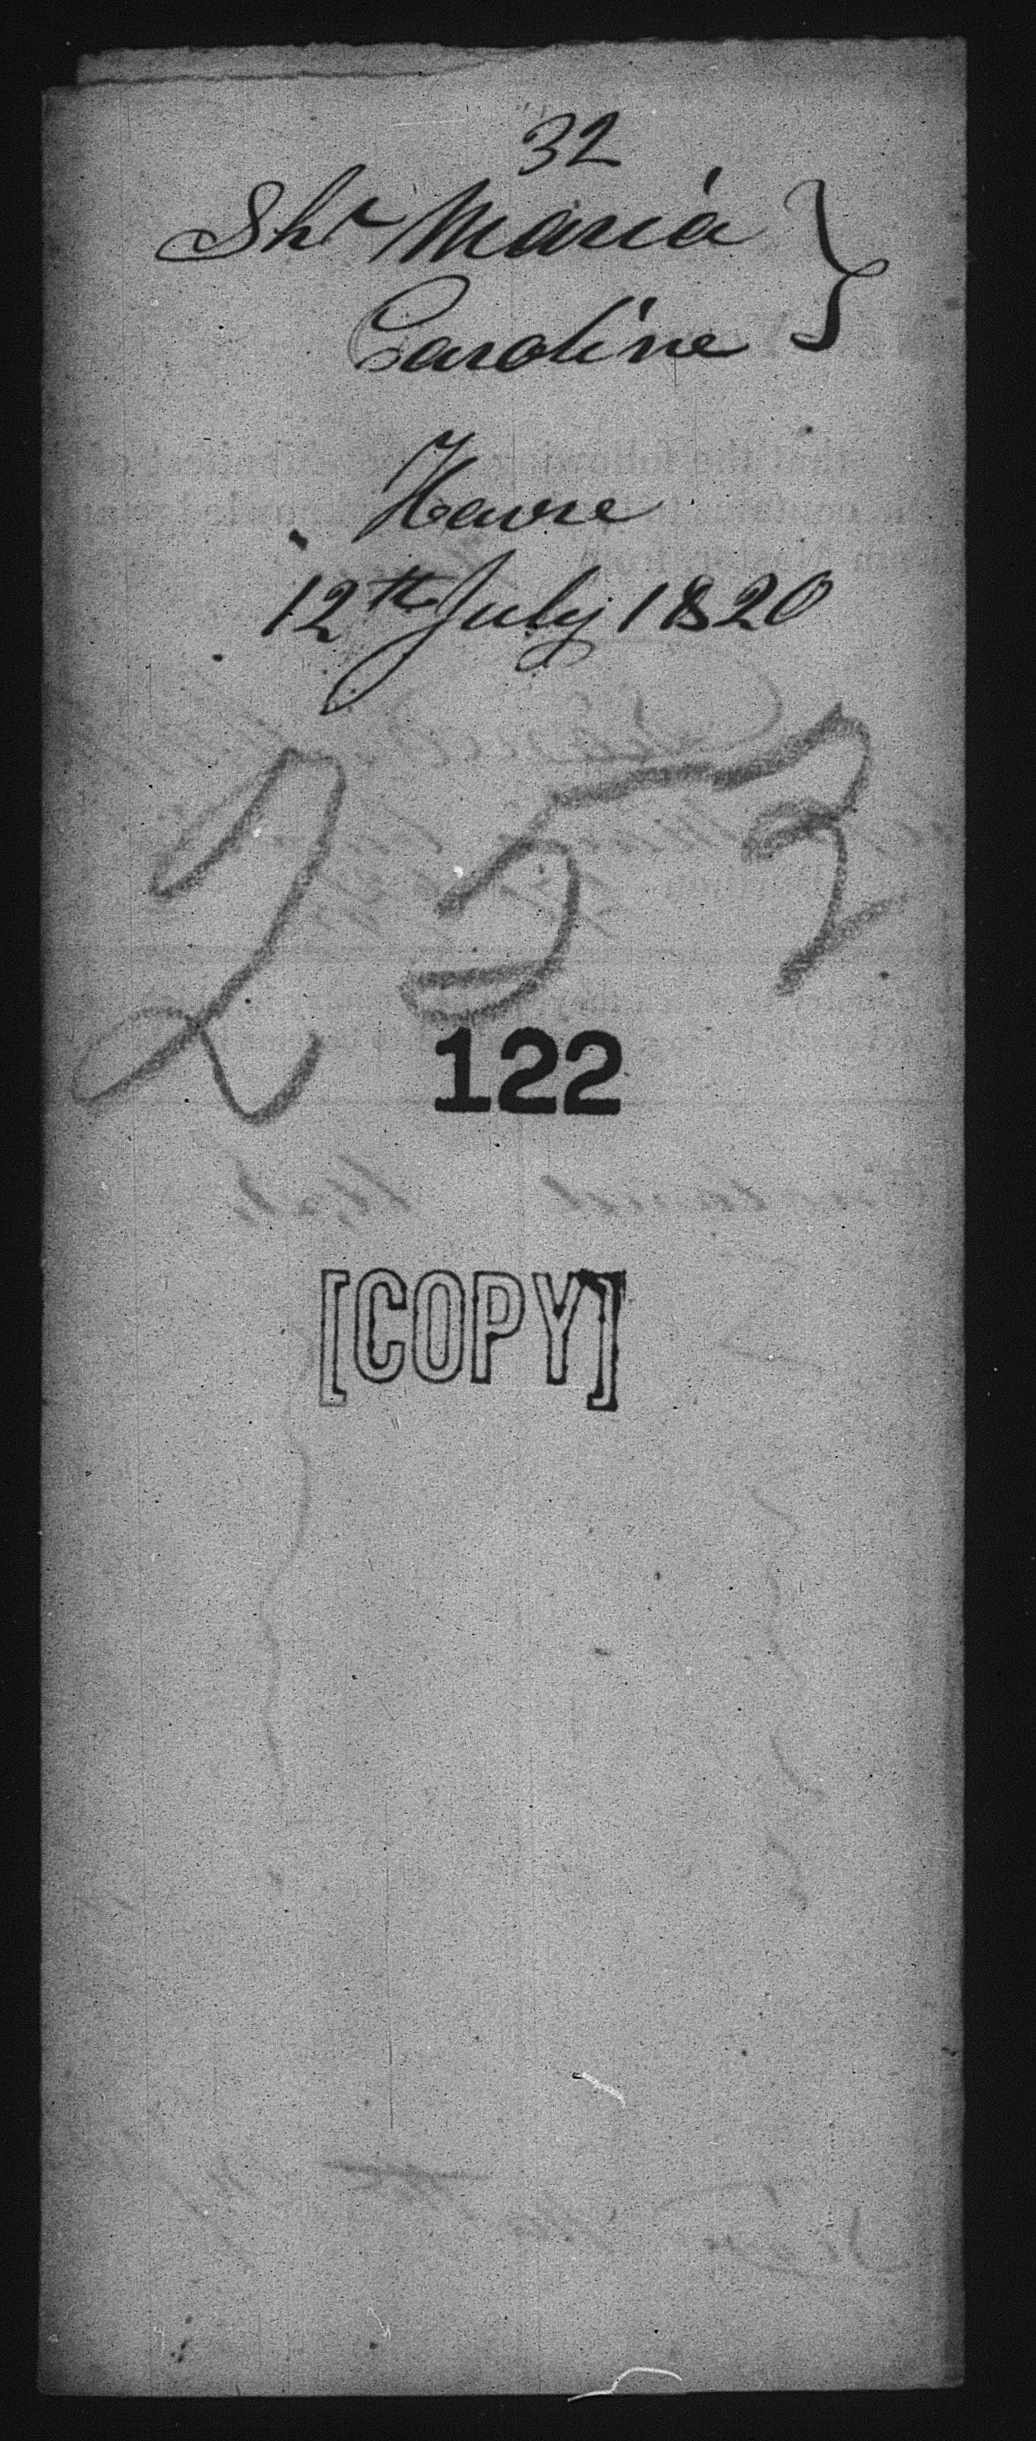 32
Shr Maria }
Caroline
Havre
12th July 1820
253
122
[COPY]